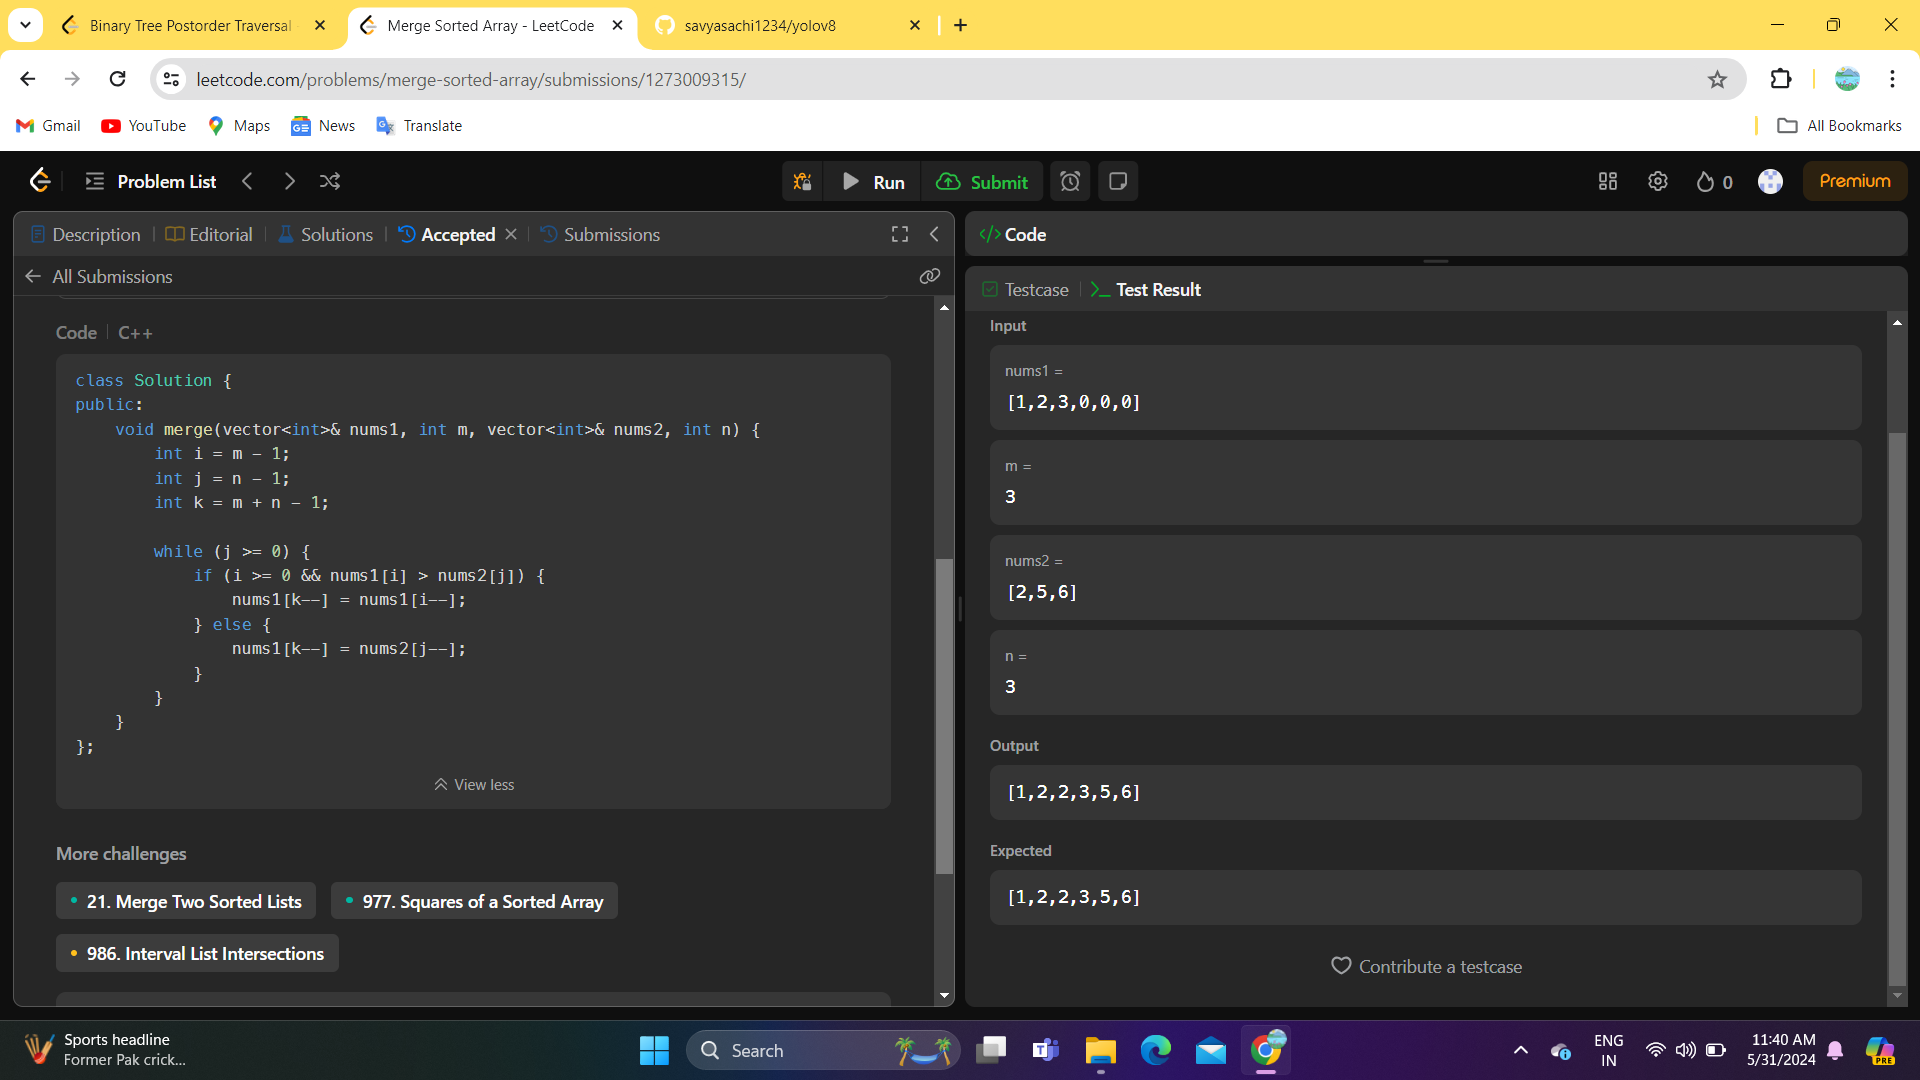 Binary Tree Postorder Traversal
Merge Sorted Array - LeetCode
savyasachi1234/yolov8
leetcode.com/problems/merge-sorted-array/submissions/1273009315/
Gmail
YouTube
Maps
News
Translate
All Bookmarks
Problem List
Run
Submit
0
Premium
Description
Editorial
Solutions
Accepted
Submissions
All Submissions
Code
C++
class Solution {
public:
    void merge(vector<int>& nums1, int m, vector<int>& nums2, int n) {
        int i = m - 1;
        int j = n - 1;
        int k = m + n - 1;
        while (j >= 0) {
            if (i >= 0 && nums1[i] > nums2[j]) {
                nums1[k--] = nums1[i--];
            } else {
                nums1[k--] = nums2[j--];
            }
        }
    }
};
View less
More challenges
21. Merge Two Sorted Lists
977. Squares of a Sorted Array
986. Interval List Intersections
</> Code
Testcase
Test Result
Input
nums1 =
[1,2,3,0,0,0]
m =
3
nums2 =
[2,5,6]
n =
3
Output
[1,2,2,3,5,6]
Expected
[1,2,2,3,5,6]
Contribute a testcase
Sports headline
Former Pak crick...
Search
ENG
IN
11:40 AM
5/31/2024
PRE